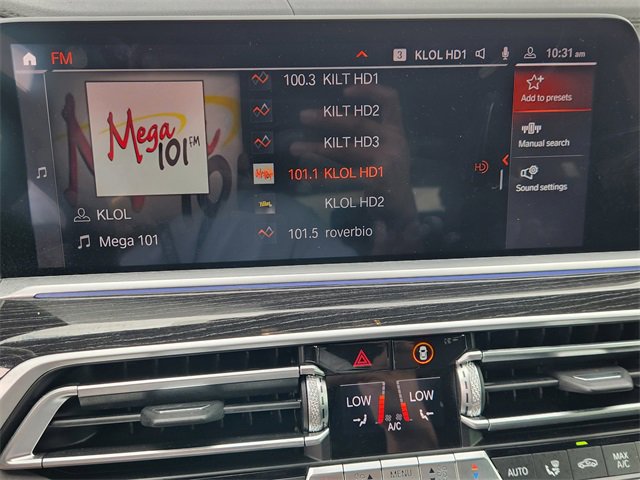 FM
3 KLOL HD1 10:31 am
100.3 KILT HD1
KILT HD2
KILT HD3
101.1 KLOL HD1
KLOL HD2
101.5 roverbio
Mega
101 FM
KLOL
Mega 101
HD
Add to presets
Manual search
Sound settings
LOW LOW
A/C
MENU
AUTO
MAX
A/C